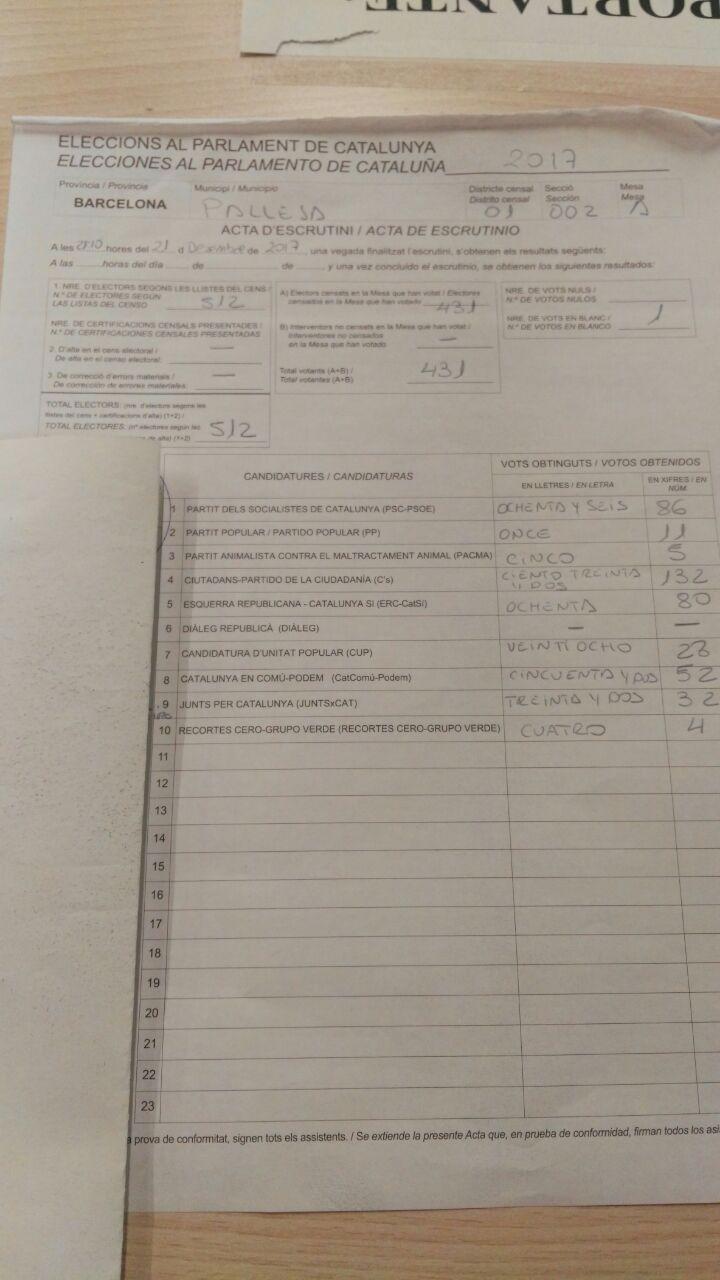 PORTANTE
ELECCIONS AL PARLAMENT DE CATALUNYA
ELECCIONES AL PARLAMENTO DE CATALUÑA 2017
Provincia / Provincia Municipi / Municipio Districte censal Secció Mesa
Distrito censal Sección Mesa
BARCELONA PALLEJA 01 002 A
ACTA D'ESCRUTINI / ACTA DE ESCRUTINIO
A les hores del 21 d Desembre de 2017, una vegada finalitzat l'escrutini, s'obtenen els resultats següents:
A las horas del día de de , y una vez concluido el escrutinio, se obtienen los siguientes resultados:
1. NRE. D'ELECTORS SEGONS LES LLISTES DEL CENS /
N.º DE ELECTORES SEGÚN
LAS LISTAS DEL CENSO 512
NRE. DE CERTIFICACIONS CENSALS PRESENTADES /
N.º DE CERTIFICACIONES CENSALES PRESENTADAS
2. D'alta en el cens electoral /
De alta en el censo electoral: —
3. De correcció d'errors materials /
De corrección de errores materiales: —
TOTAL ELECTORS: (nre. d'electors segons les
llistes del cens + certificacions d'alta) (1+2) /
TOTAL ELECTORES: (nº electores según las 512
de alta) (1+2)
A) Electors censats en la Mesa que han votat / Electores
censados en la Mesa que han votado 431
B) Interventors no censats en la Mesa que han votat /
Interventores no censados
en la Mesa que han votado —
Total votants (A+B) /
Total votantes (A+B) 431
NRE. DE VOTS NULS /
N.º DE VOTOS NULOS
NRE. DE VOTS EN BLANC /
N.º DE VOTOS EN BLANCO 1
CANDIDATURES / CANDIDATURAS VOTS OBTINGUTS / VOTOS OBTENIDOS
EN LLETRES / EN LETRA EN XIFRES / EN NÚM.
1 PARTIT DELS SOCIALISTES DE CATALUNYA (PSC-PSOE) OCHENTA Y SEIS 86
2 PARTIT POPULAR / PARTIDO POPULAR (PP) ONCE 11
3 PARTIT ANIMALISTA CONTRA EL MALTRACTAMENT ANIMAL (PACMA) CINCO 5
4 CIUTADANS-PARTIDO DE LA CIUDADANÍA (C's) CIENTO TREINTA Y DOS 132
5 ESQUERRA REPUBLICANA - CATALUNYA SÍ (ERC-CatSí) OCHENTA 80
6 DIÀLEG REPUBLICÀ (DIÀLEG) — —
7 CANDIDATURA D'UNITAT POPULAR (CUP) VEINTI OCHO 28
8 CATALUNYA EN COMÚ-PODEM (CatComú-Podem) CINCUENTA Y DOS 52
9 JUNTS PER CATALUNYA (JUNTSxCAT) TREINTA Y DOS 32
10 RECORTES CERO-GRUPO VERDE (RECORTES CERO-GRUPO VERDE) CUATRO 4
11
12
13
14
15
16
17
18
19
20
21
22
23
a prova de conformitat, signen tots els assistents. / Se extiende la presente Acta que, en prueba de conformidad, firman todos los asi